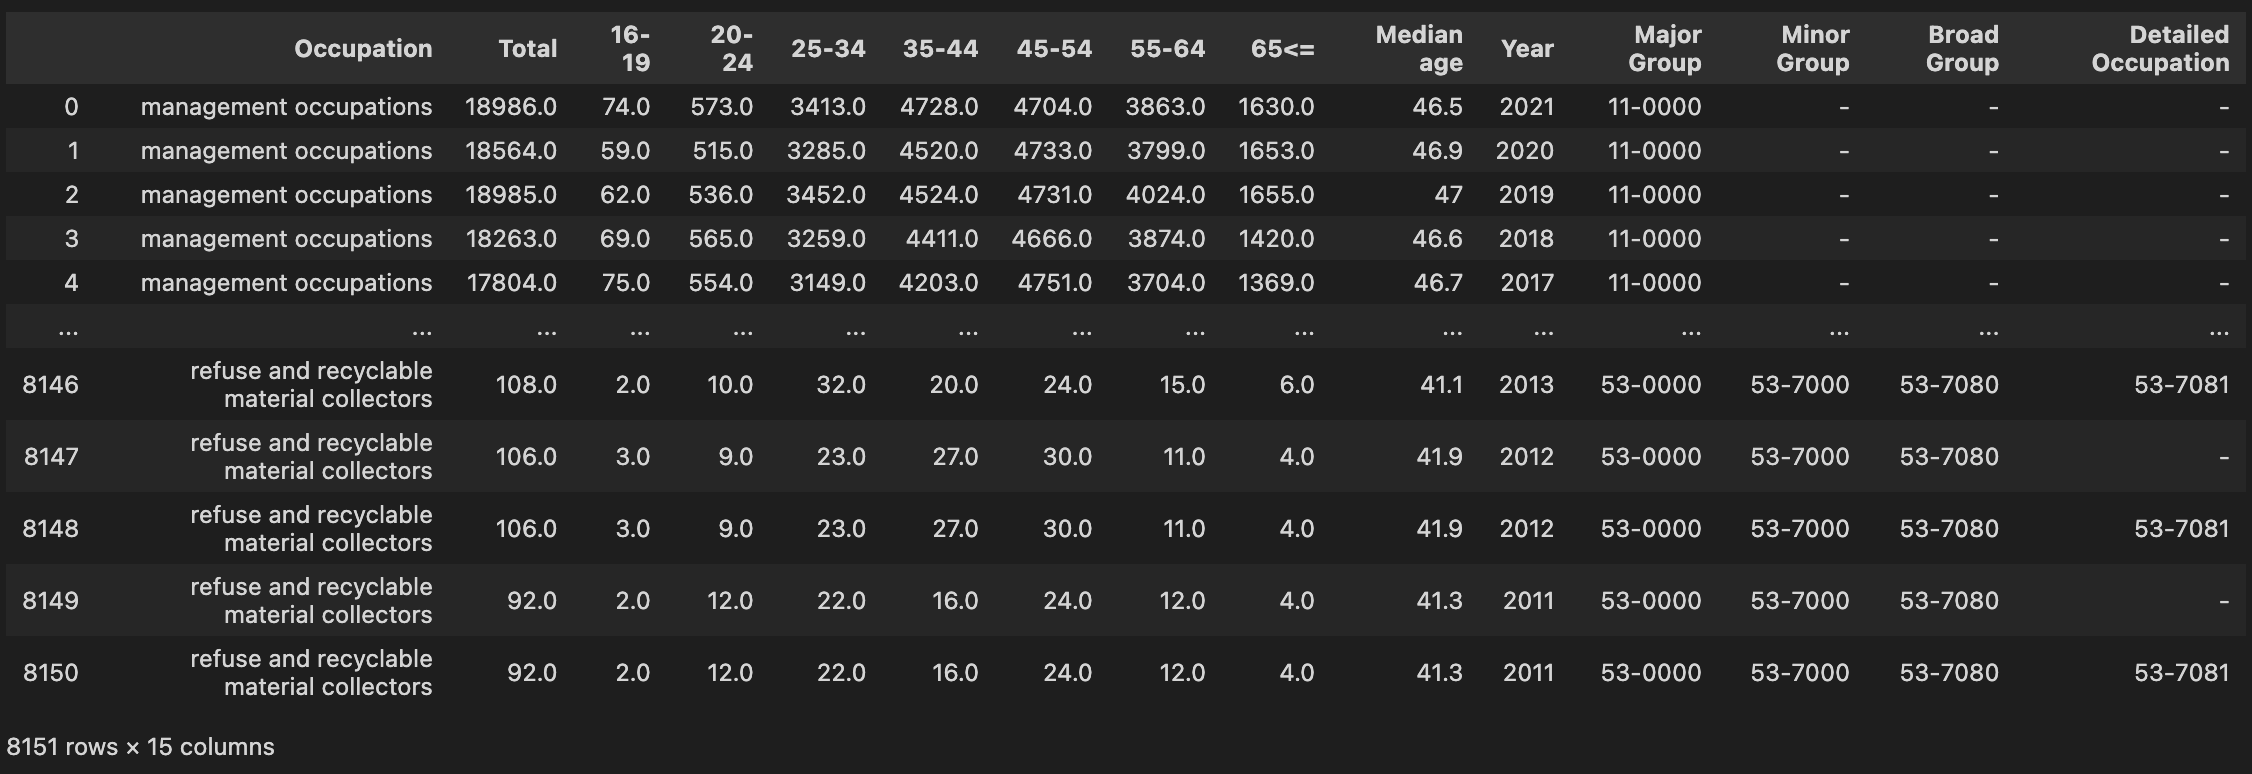 Occupation Total 16-19 20-24 25-34 35-44 45-54 55-64 65<= Median age Year Major Group Minor Group Broad Group Detailed Occupation
0 management occupations 18986.0 74.0 573.0 3413.0 4728.0 4704.0 3863.0 1630.0 46.5 2021 11-0000 - - -
1 management occupations 18564.0 59.0 515.0 3285.0 4520.0 4733.0 3799.0 1653.0 46.9 2020 11-0000 - - -
2 management occupations 18985.0 62.0 536.0 3452.0 4524.0 4731.0 4024.0 1655.0 47 2019 11-0000 - - -
3 management occupations 18263.0 69.0 565.0 3259.0 4411.0 4666.0 3874.0 1420.0 46.6 2018 11-0000 - - -
4 management occupations 17804.0 75.0 554.0 3149.0 4203.0 4751.0 3704.0 1369.0 46.7 2017 11-0000 - - -
... ... ... ... ... ... ... ... ... ... ... ... ... ... ... ...
8146 refuse and recyclable material collectors 108.0 2.0 10.0 32.0 20.0 24.0 15.0 6.0 41.1 2013 53-0000 53-7000 53-7080 53-7081
8147 refuse and recyclable material collectors 106.0 3.0 9.0 23.0 27.0 30.0 11.0 4.0 41.9 2012 53-0000 53-7000 53-7080 -
8148 refuse and recyclable material collectors 106.0 3.0 9.0 23.0 27.0 30.0 11.0 4.0 41.9 2012 53-0000 53-7000 53-7080 53-7081
8149 refuse and recyclable material collectors 92.0 2.0 12.0 22.0 16.0 24.0 12.0 4.0 41.3 2011 53-0000 53-7000 53-7080 -
8150 refuse and recyclable material collectors 92.0 2.0 12.0 22.0 16.0 24.0 12.0 4.0 41.3 2011 53-0000 53-7000 53-7080 53-7081
8151 rows × 15 columns